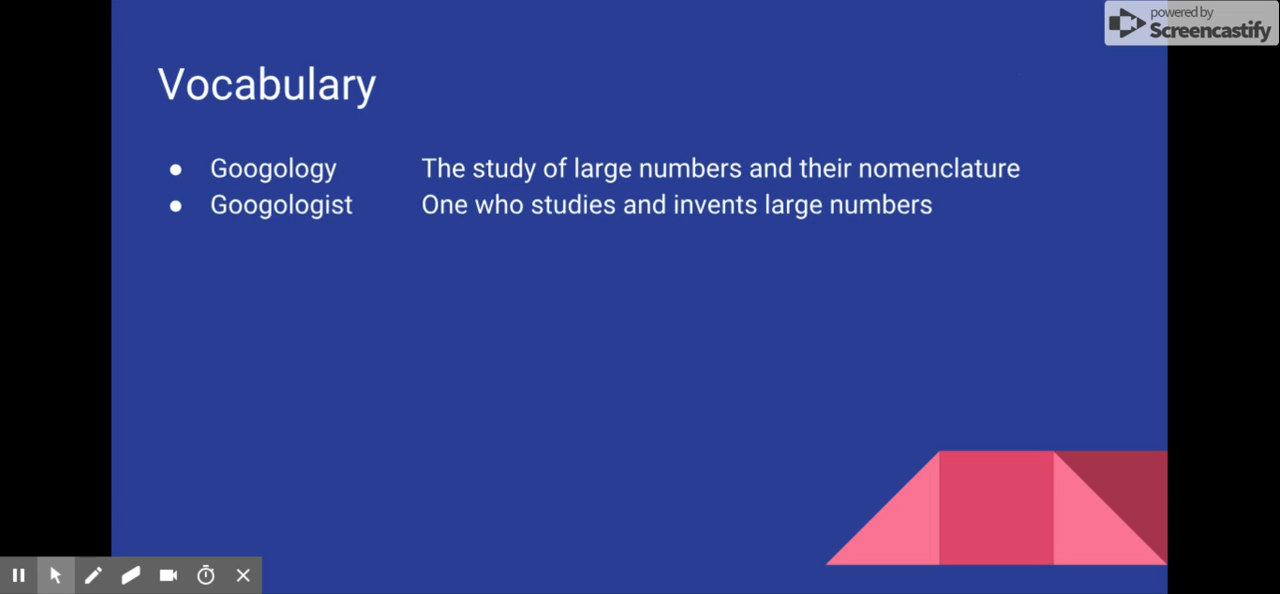 powered by
Screencastify
Vocabulary
● Googology The study of large numbers and their nomenclature
● Googologist One who studies and invents large numbers